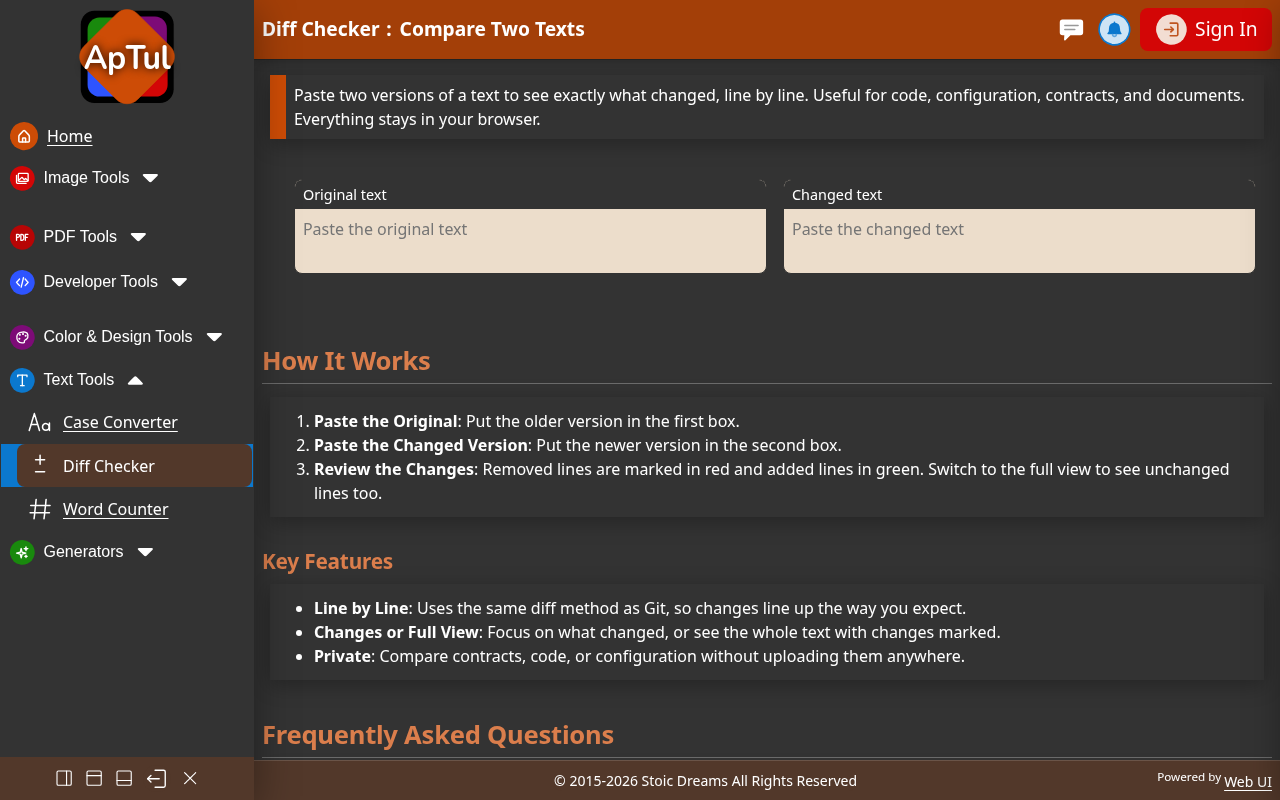 ApTul
Home
Image Tools
PDF
PDF Tools
Developer Tools
Color & Design Tools
Text Tools
Case Converter
Diff Checker
Word Counter
Generators
Diff Checker : Compare Two Texts
Sign In
Paste two versions of a text to see exactly what changed, line by line. Useful for code, configuration, contracts, and documents.
Everything stays in your browser.
Original text
Paste the original text
Changed text
Paste the changed text
How It Works
1. Paste the Original: Put the older version in the first box.
2. Paste the Changed Version: Put the newer version in the second box.
3. Review the Changes: Removed lines are marked in red and added lines in green. Switch to the full view to see unchanged
lines too.
Key Features
• Line by Line: Uses the same diff method as Git, so changes line up the way you expect.
• Changes or Full View: Focus on what changed, or see the whole text with changes marked.
• Private: Compare contracts, code, or configuration without uploading them anywhere.
Frequently Asked Questions
© 2015-2026 Stoic Dreams All Rights Reserved
Powered by Web UI